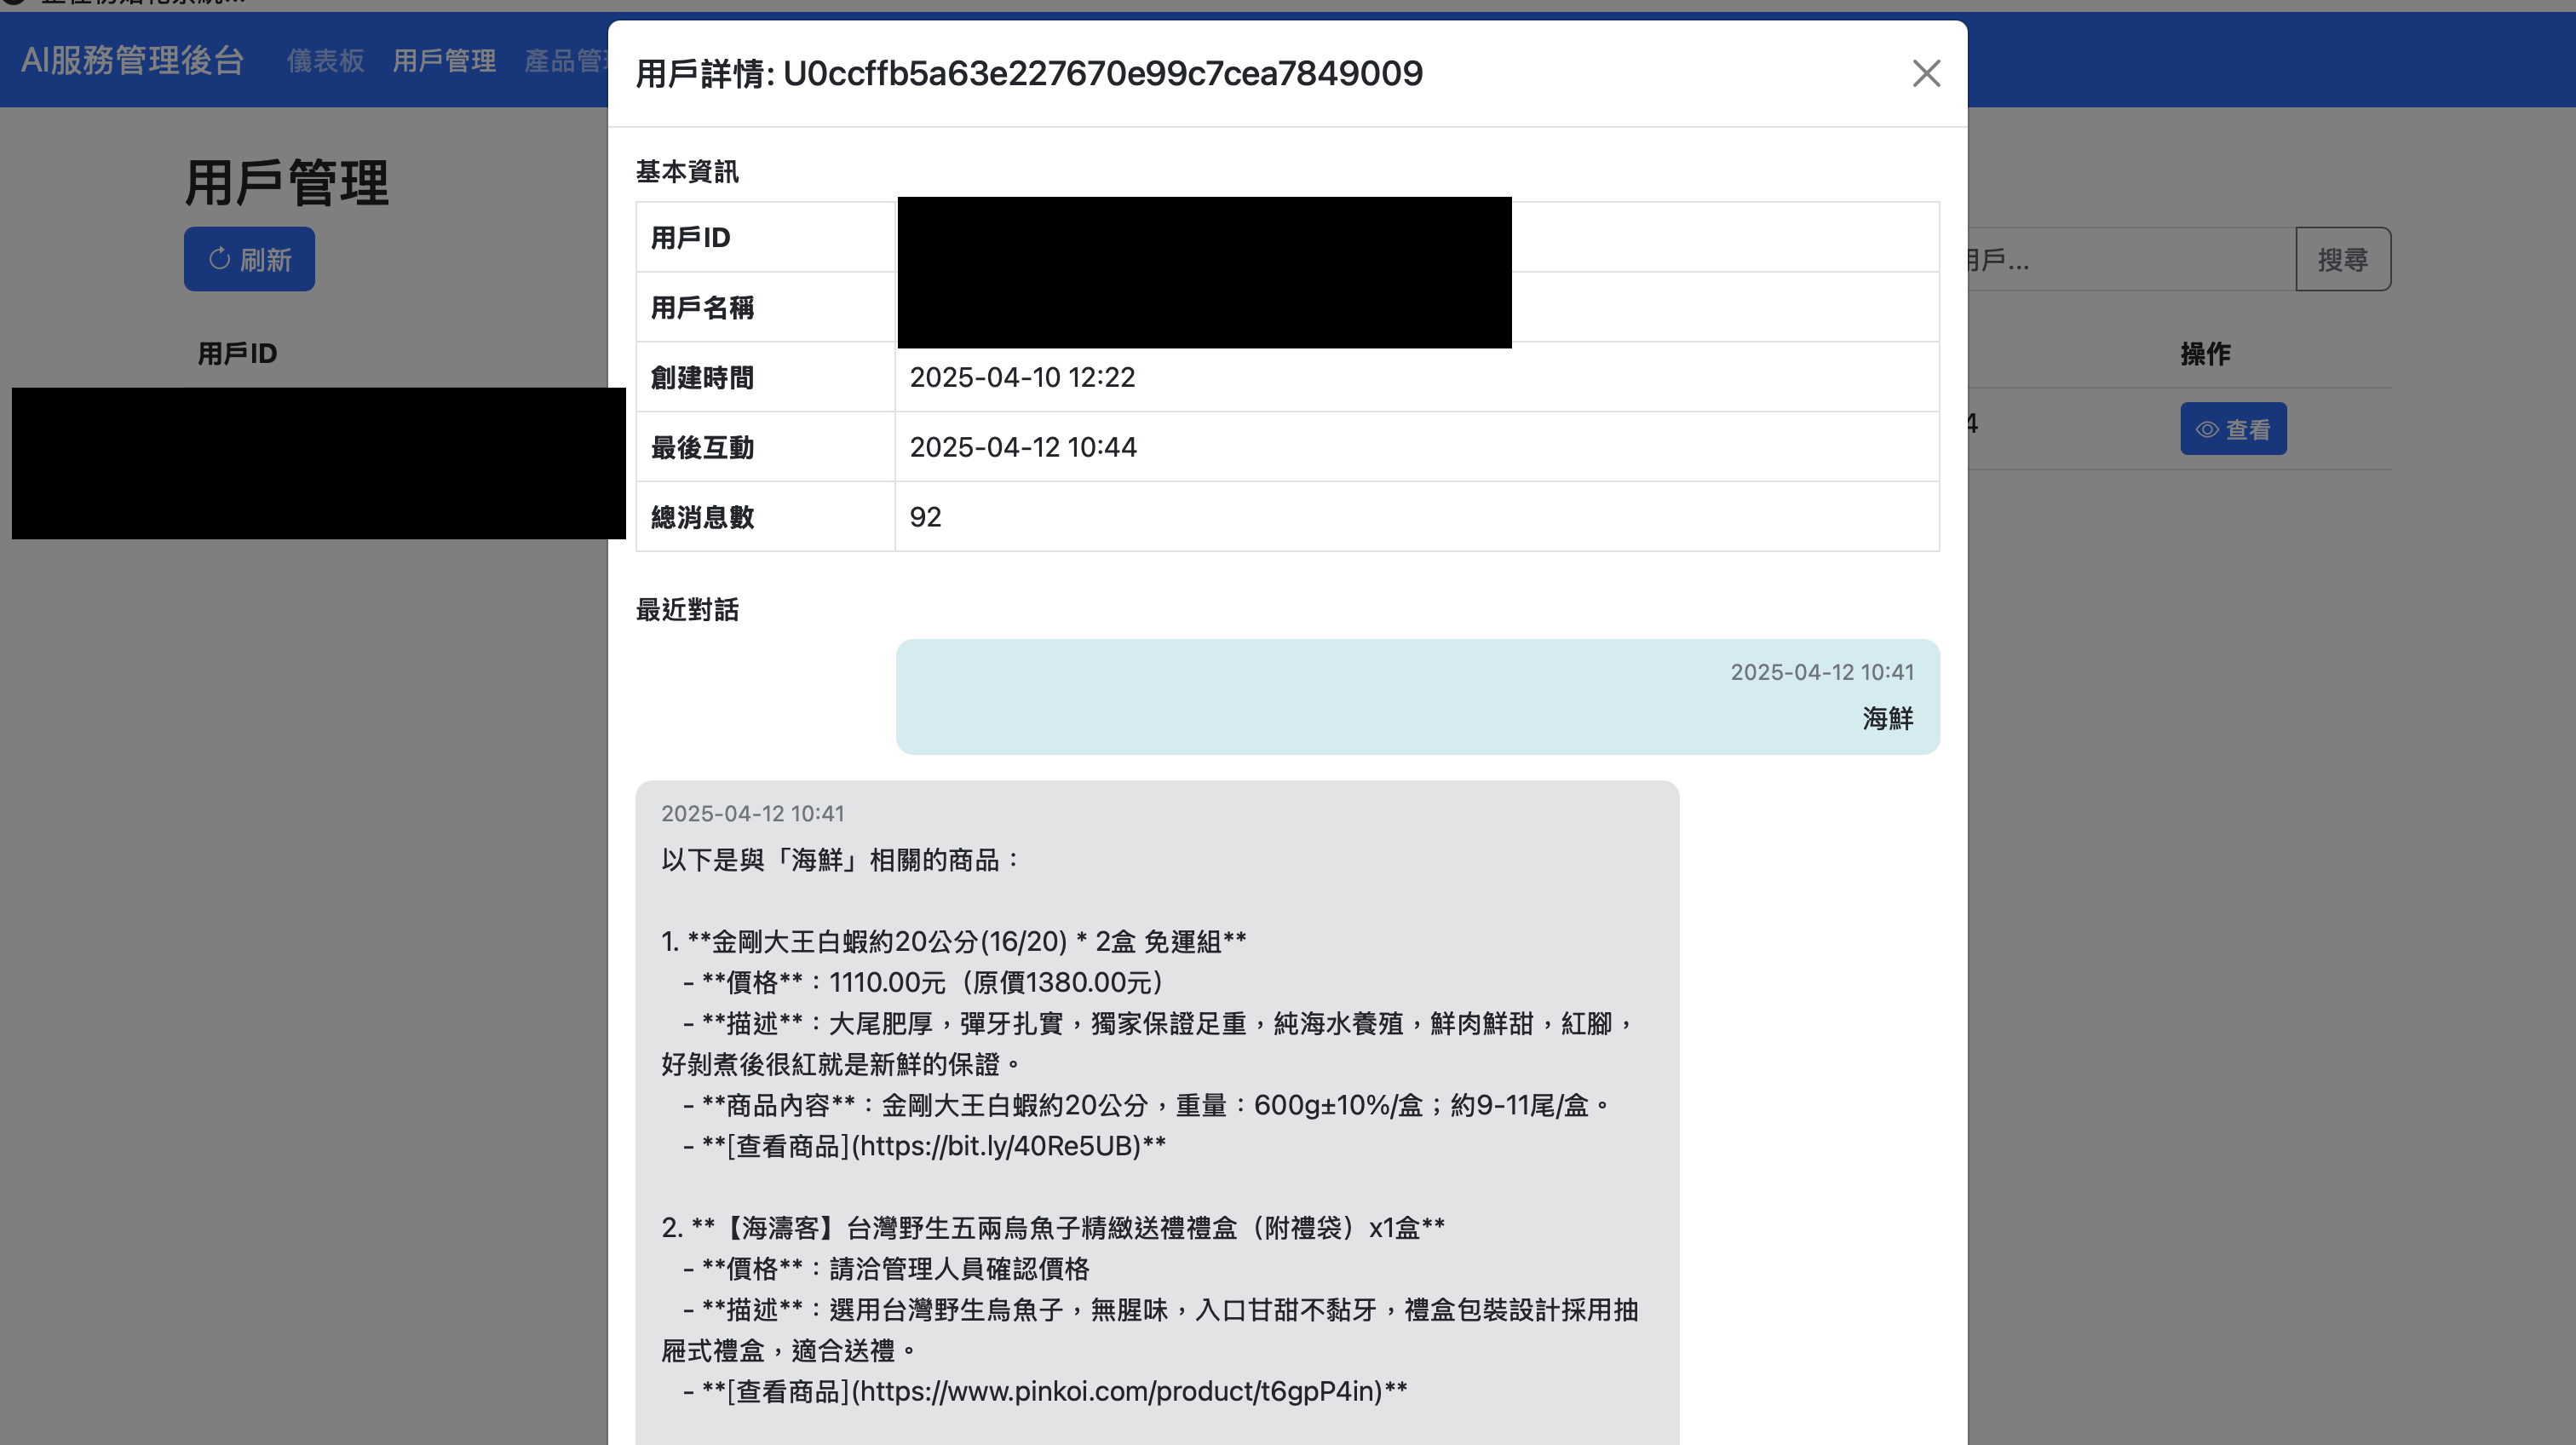 AI服務管理後台
儀表板
用戶管理
產品管
用戶詳情: U0ccffb5a63e227670e99c7cea7849009
用戶管理
刷新
戶...
搜尋
用戶ID
操作
4
查看
基本資訊
用戶ID
用戶名稱
創建時間
2025-04-10 12:22
最後互動
2025-04-12 10:44
總消息數
92
最近對話
2025-04-12 10:41
海鮮
2025-04-12 10:41
以下是與「海鮮」相關的商品：
1. **金剛大王白蝦約20公分(16/20) * 2盒 免運組**
- **價格**：1110.00元（原價1380.00元）
- **描述**：大尾肥厚，彈牙扎實，獨家保證足重，純海水養殖，鮮肉鮮甜，紅腳，
好剝煮後很紅就是新鮮的保證。
- **商品內容**：金剛大王白蝦約20公分，重量：600g±10%/盒；約9-11尾/盒。
- **[查看商品](https://bit.ly/40Re5UB)**
2. **【海濤客】台灣野生五兩烏魚子精緻送禮禮盒（附禮袋）x1盒**
- **價格**：請洽管理人員確認價格
- **描述**：選用台灣野生烏魚子，無腥味，入口甘甜不黏牙，禮盒包裝設計採用抽
屜式禮盒，適合送禮。
- **[查看商品](https://www.pinkoi.com/product/t6gpP4in)**